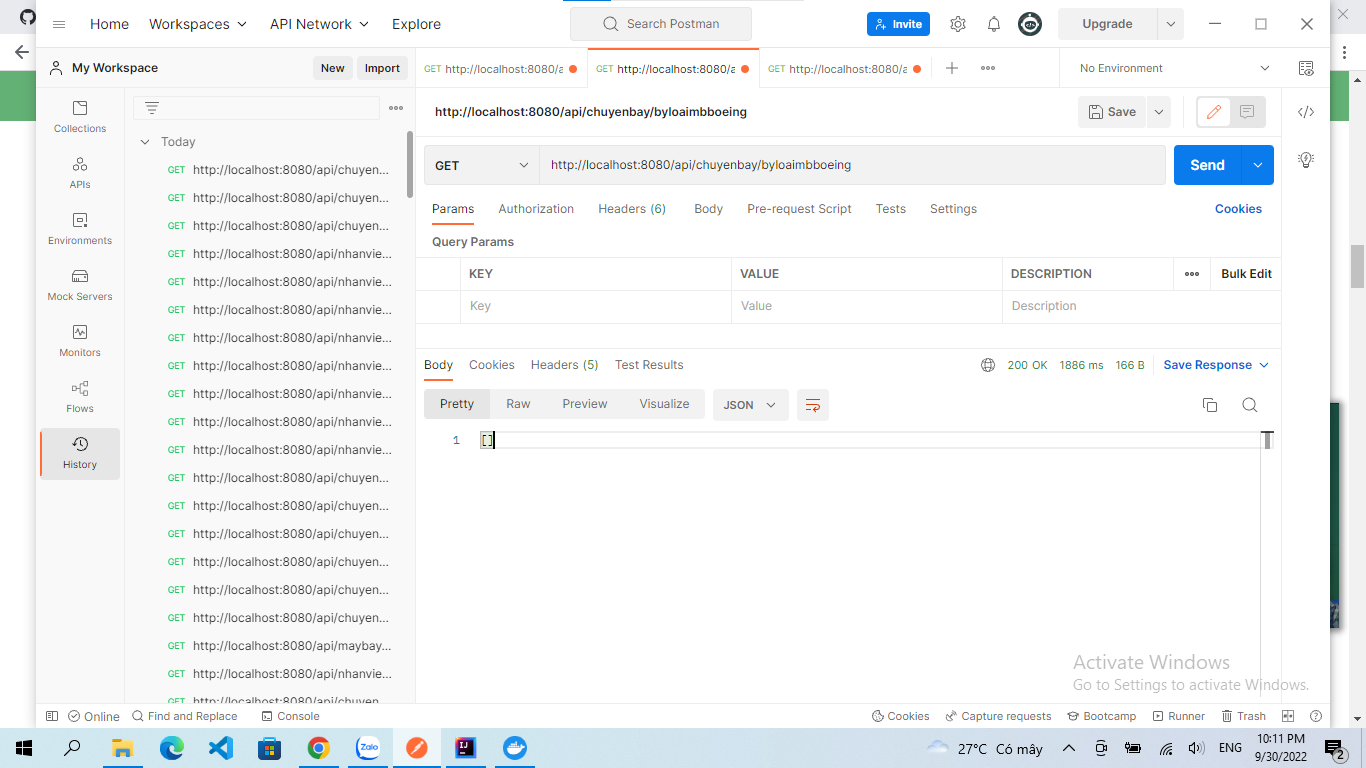 Home Workspaces API Network Explore Search Postman Invite Upgrade
My Workspace New Import
GET http://localhost:8080/a GET http://localhost:8080/a GET http://localhost:8080/a No Environment
Collections
APIs
Environments
Mock Servers
Monitors
Flows
History
Today
GET http://localhost:8080/api/chuyen...
GET http://localhost:8080/api/chuyen...
GET http://localhost:8080/api/chuyen...
GET http://localhost:8080/api/nhanvie...
GET http://localhost:8080/api/nhanvie...
GET http://localhost:8080/api/nhanvie...
GET http://localhost:8080/api/nhanvie...
GET http://localhost:8080/api/nhanvie...
GET http://localhost:8080/api/nhanvie...
GET http://localhost:8080/api/nhanvie...
GET http://localhost:8080/api/nhanvie...
GET http://localhost:8080/api/chuyen...
GET http://localhost:8080/api/chuyen...
GET http://localhost:8080/api/chuyen...
GET http://localhost:8080/api/chuyen...
GET http://localhost:8080/api/chuyen...
GET http://localhost:8080/api/chuyen...
GET http://localhost:8080/api/maybay...
GET http://localhost:8080/api/nhanvie...
GET http://localhost:8080/api/chuyen...
http://localhost:8080/api/chuyenbay/byloaimbboeing Save
GET http://localhost:8080/api/chuyenbay/byloaimbboeing Send
Params Authorization Headers (6) Body Pre-request Script Tests Settings Cookies
Query Params
KEY VALUE DESCRIPTION Bulk Edit
Key Value Description
Body Cookies Headers (5) Test Results 200 OK 1886 ms 166 B Save Response
Pretty Raw Preview Visualize JSON
1 []
Activate Windows
Go to Settings to activate Windows.
Online Find and Replace Console Cookies Capture requests Bootcamp Runner Trash
Zalo IJ 27°C Có mây ENG 10:11 PM
9/30/2022 2